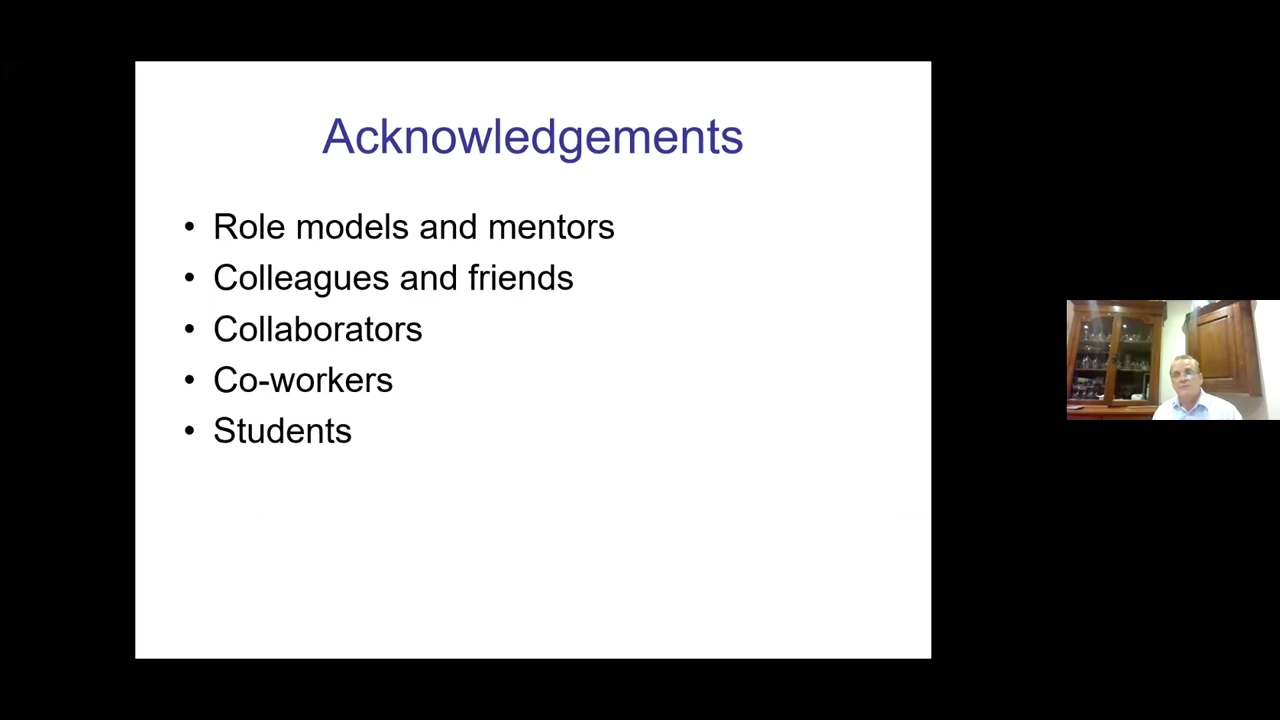 Acknowledgements
• Role models and mentors
• Colleagues and friends
• Collaborators
• Co-workers
• Students